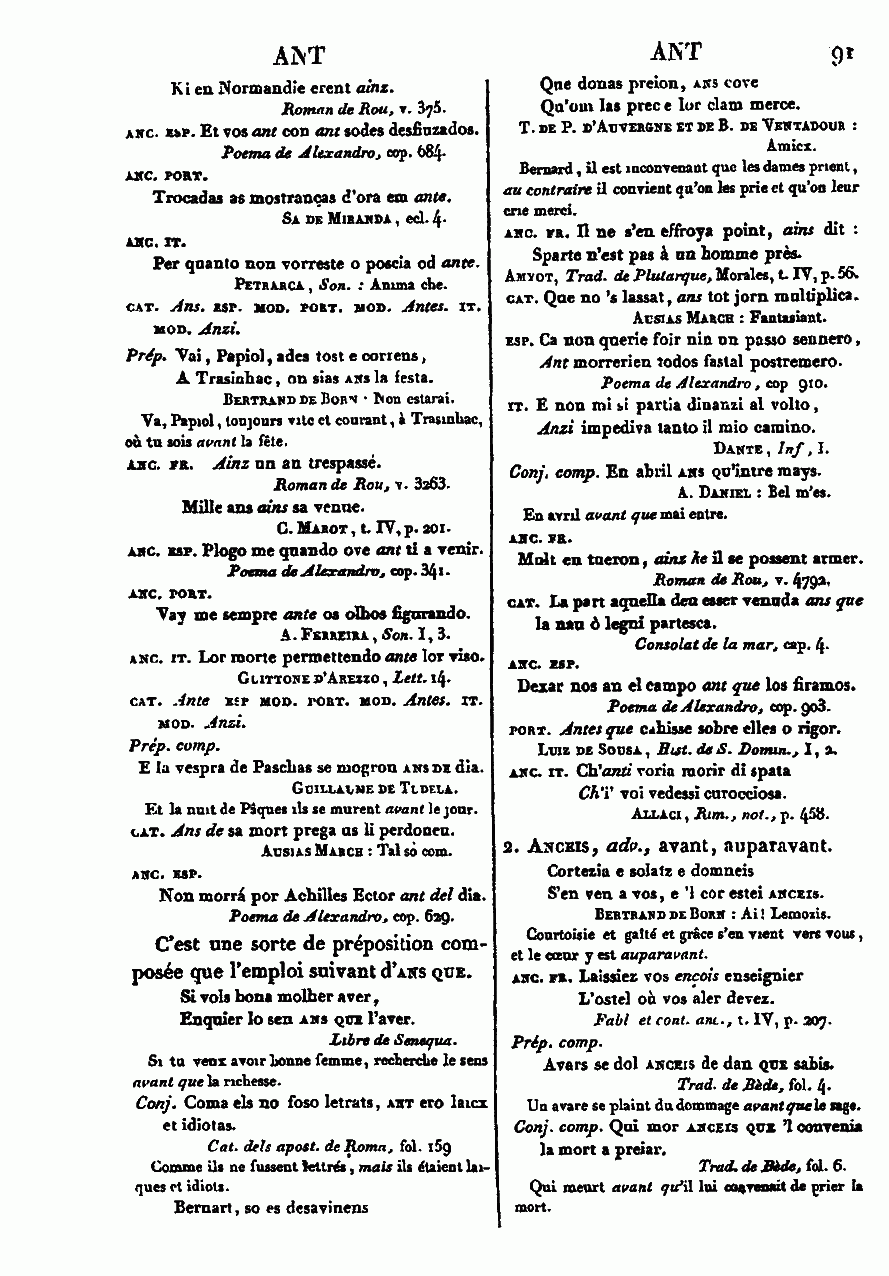 ANT
Ki en Normandie erent ainz.
Roman de Rou, v. 375.
ANC. ESP. Et vos ant con ant sodes desfiuzados.
Poema de Alexandro, cop. 684.
ANC. PORT.
Trocadas as mostranças d'ora em ante.
SA DE MIRANDA, ecl. 4.
ANC. IT.
Per quanto non vorreste o poscia od ante.
PETRARCA, Son. : Anima che.
CAT. Ans. ESP. MOD. PORT. MOD. Antes. IT.
MOD. Anzi.
Prép. Vai, Papiol, ades tost e correns,
A Trasinhac, on sias ANS la festa.
BERTRAND DE BORN : Non estarai.
Va, Papiol, toujours vite et courant, à Trasinhac,
où tu sois avant la fête.
ANC. FR. Ainz un an trespassé.
Roman de Rou, v. 3263.
Mille ans ains sa venue.
C. MAROT, t. IV, p. 201.
ANC. ESP. Plogo me quando ove ant ti a venir.
Poema de Alexandro, cop. 341.
ANC. PORT.
Vay me sempre ante os olhos figurando.
A. FERREIRA, Son. I, 3.
ANC. IT. Lor morte permettendo ante lor viso.
GUITTONE D'AREZZO, Lett. 14.
CAT. Ante ESP MOD. PORT. MOD. Antes. IT.
MOD. Anzi.
Prép. comp.
E la vespra de Paschas se mogron ANS DE dia.
GUILLAUME DE TUDELA.
Et la nuit de Pâques ils se murent avant le jour.
CAT. Ans de sa mort prega us li perdoneu.
AUSIAS MARCH : Tal só com.
ANC. ESP.
Non morrá por Achilles Ector ant del dia.
Poema de Alexandro, cop. 629.
C'est une sorte de préposition com-
posée que l'emploi suivant d'ANS QUE.
Si vols bona molher aver,
Enquier lo sen ANS QUE l'aver.
Libre de Senequa.
Si tu veux avoir bonne femme, recherche le sens
avant que la richesse.
Conj. Coma els no foso letrats, ANT ero laicx
et idiotas.
Cat. dels apost. de Roma, fol. 159
Comme ils ne fussent lettrés, mais ils étaient laï-
ques et idiots.
Bernart, so es desavinens
ANT 91
Que donas preion, ANS cove
Qu'om las prec e lor clam merce.
T. DE P. D'AUVERGNE ET DE B. DE VENTADOUR :
Amicx.
Bernard, il est inconvenant que les dames prient,
au contraire il convient qu'on les prie et qu'on leur
crie merci.
ANC. FR. Il ne s'en effroya point, ains dit :
Sparte n'est pas à un homme près.
AMYOT, Trad. de Plutarque, Morales, t. IV, p. 56.
CAT. Que no 's lassat, ans tot jorn multiplica.
AUSIAS MARCH : Fantasiant.
ESP. Ca non querie foir nin un passo sennero,
Ant morrerien todos fastal postremero.
Poema de Alexandro, cop 910.
IT. E non mi si partia dinanzi al volto,
Anzi impediva tanto il mio camino.
DANTE, Inf, I.
Conj. comp. En abril ANS QU'intre mays.
A. DANIEL : Bel m'es.
En avril avant que mai entre.
ANC. FR.
Mult en tueron, ainz ke il se possent armer.
Roman de Rou, v. 4792.
CAT. La part aquella deu esser venuda ans que
la nau ò legni partesca.
Consolat de la mar, cap. 4.
ANC. ESP.
Dexar nos an el campo ant que los firamos.
Poema de Alexandro, cop. 903.
PORT. Antes que cahisse sobre elles o rigor.
LUIZ DE SOUSA, Hist. de S. Domin., I, 2.
ANC. IT. Ch'anti voria morir di spata
Ch'i' voi vedessi curocciosa.
ALLACI, Rim., not., p. 458.
2. ANCEIS, adv., avant, auparavant.
Cortezia e solatz e domneis
S'en ven a vos, e 'l cor estei ANCEIS.
BERTRAND DE BORN : Ai! Lemozis.
Courtoisie et gaîté et grâce s'en vient vers vous,
et le cœur y est auparavant.
ANC. FR. Laissiez vos ençois enseignier
L'ostel où vos aler devez.
Fabl et cont. anc., t. IV, p. 207.
Prép. comp.
Avars se dol ANCEIS de dan QUE sabis.
Trad. de Bède, fol. 4.
Un avare se plaint du dommage avant que le sage.
Conj. comp. Qui mor ANCEIS QUE 'l convenia
la mort a preiar.
Trad. de Bède, fol. 6.
Qui meurt avant qu'il lui convenait de prier la
mort.